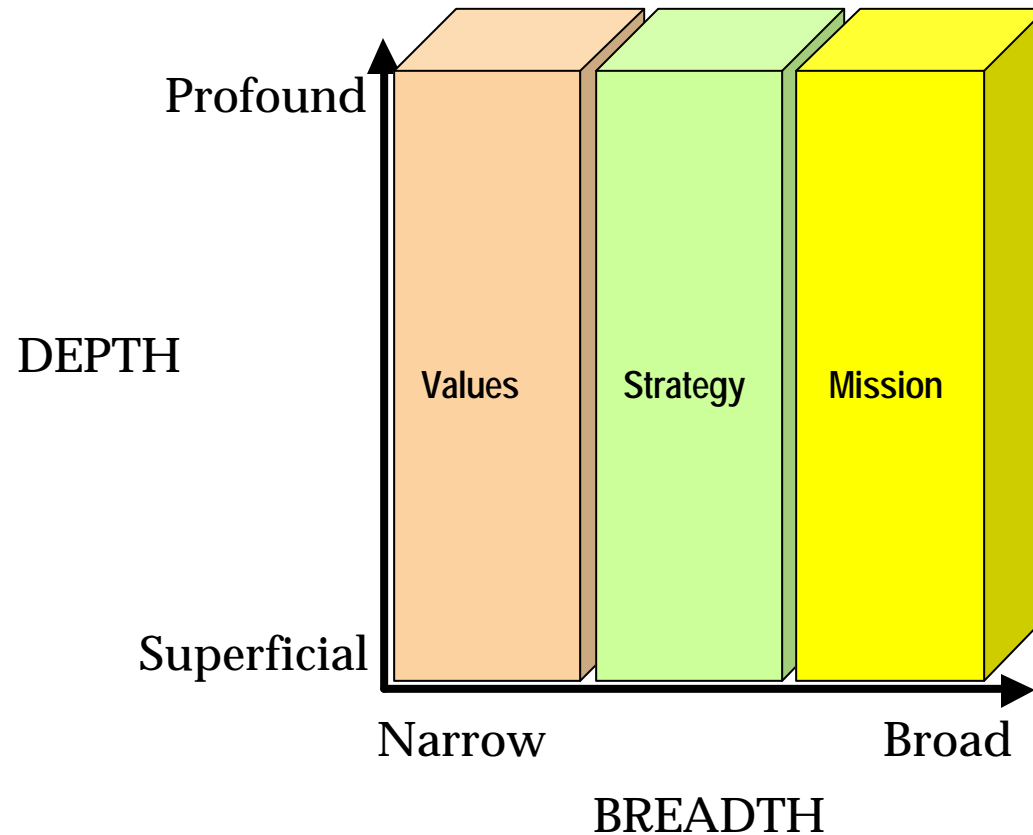 Profound
DEPTH
Values
Strategy
Mission
Superficial
Narrow
Broad
BREADTH